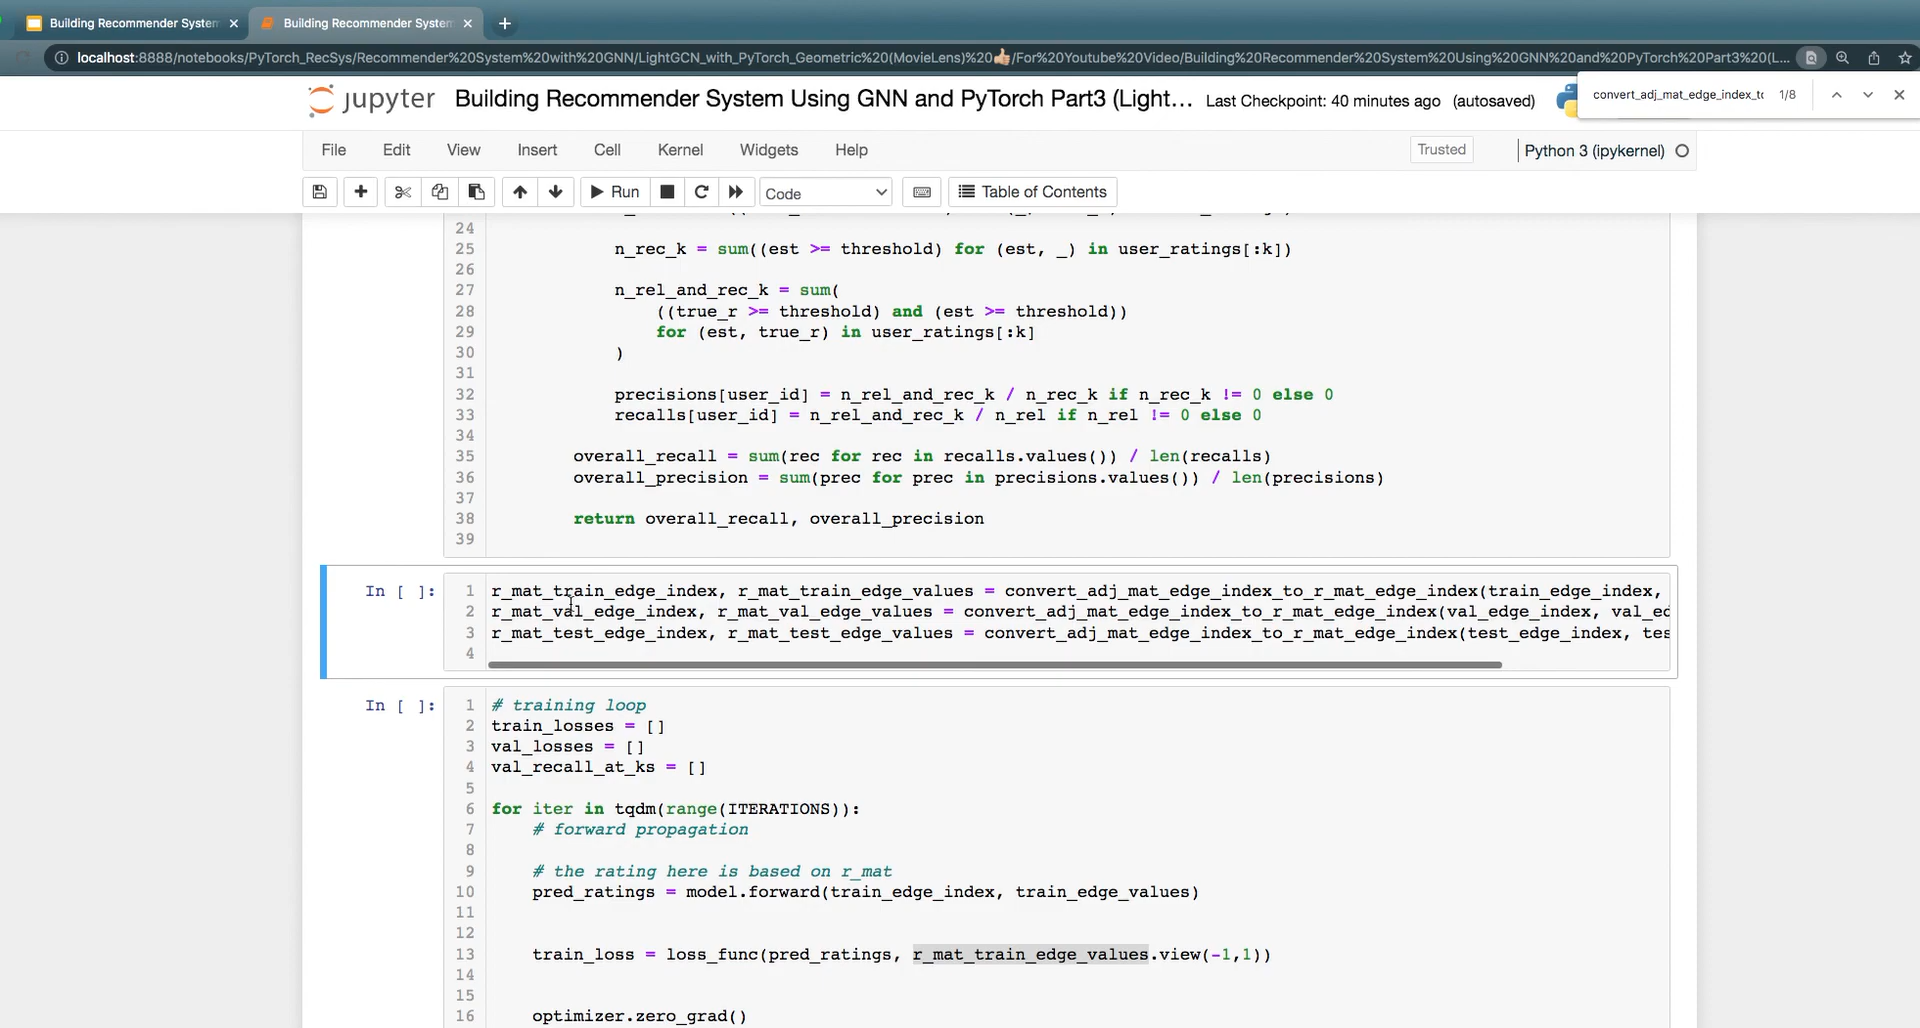 Building Recommender System
Building Recommender System
localhost:8888/notebooks/PyTorch_RecSys/Recommender%20System%20with%20GNN/LightGCN_with_PyTorch_Geometric%20(MovieLens)%20👍🏼/For%20Youtube%20Video/Building%20Recommender%20System%20Using%20GNN%20and%20PyTorch%20Part3%20(L...
jupyter Building Recommender System Using GNN and PyTorch Part3 (Light... Last Checkpoint: 40 minutes ago (autosaved)
convert_adj_mat_edge_index_to 1/8
File Edit View Insert Cell Kernel Widgets Help Trusted Python 3 (ipykernel)
Run Code Table of Contents
24
25 n_rec_k = sum((est >= threshold) for (est, _) in user_ratings[:k])
26
27 n_rel_and_rec_k = sum(
28 ((true_r >= threshold) and (est >= threshold))
29 for (est, true_r) in user_ratings[:k]
30 )
31
32 precisions[user_id] = n_rel_and_rec_k / n_rec_k if n_rec_k != 0 else 0
33 recalls[user_id] = n_rel_and_rec_k / n_rel if n_rel != 0 else 0
34
35 overall_recall = sum(rec for rec in recalls.values()) / len(recalls)
36 overall_precision = sum(prec for prec in precisions.values()) / len(precisions)
37
38 return overall_recall, overall_precision
39
In [ ]: 1 r_mat_train_edge_index, r_mat_train_edge_values = convert_adj_mat_edge_index_to_r_mat_edge_index(train_edge_index,
2 r_mat_val_edge_index, r_mat_val_edge_values = convert_adj_mat_edge_index_to_r_mat_edge_index(val_edge_index, val_ed
3 r_mat_test_edge_index, r_mat_test_edge_values = convert_adj_mat_edge_index_to_r_mat_edge_index(test_edge_index, tes
4
In [ ]: 1 # training loop
2 train_losses = []
3 val_losses = []
4 val_recall_at_ks = []
5
6 for iter in tqdm(range(ITERATIONS)):
7 # forward propagation
8
9 # the rating here is based on r_mat
10 pred_ratings = model.forward(train_edge_index, train_edge_values)
11
12
13 train_loss = loss_func(pred_ratings, r_mat_train_edge_values.view(-1,1))
14
15
16 optimizer.zero_grad()